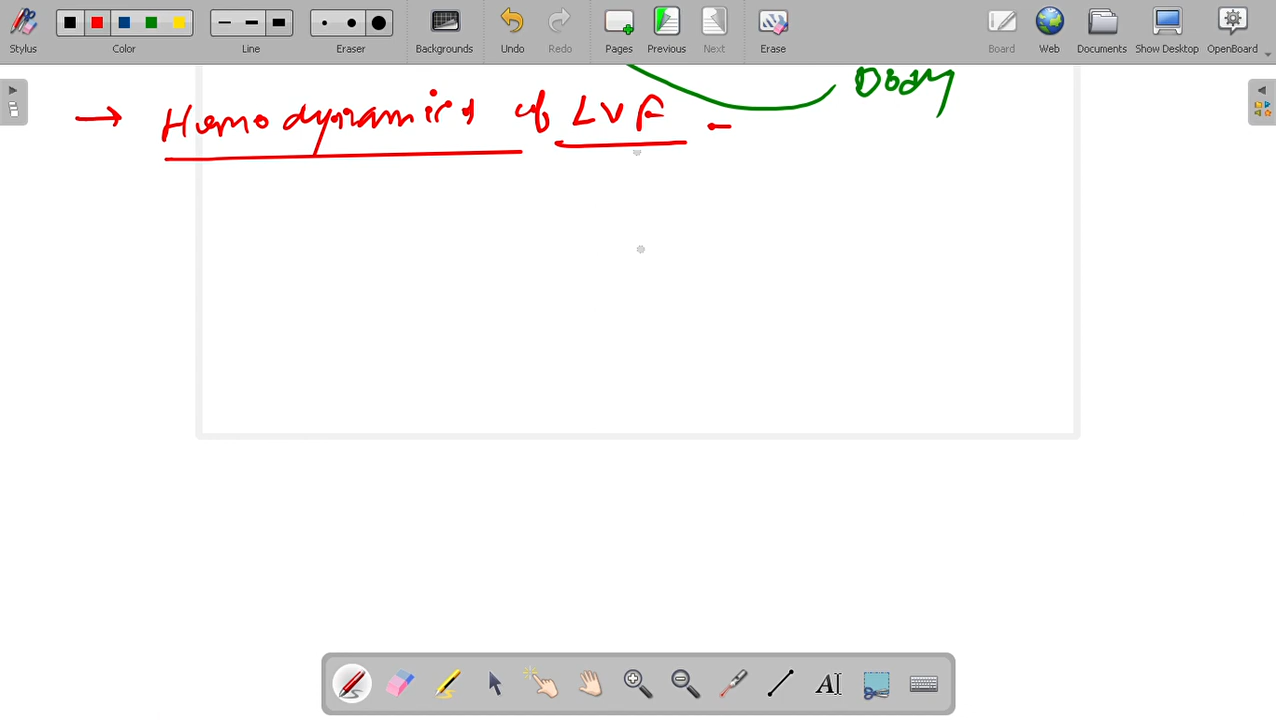 Stylus Color Line Eraser Backgrounds Undo Redo Pages Previous Next Erase Board Web Documents Show Desktop OpenBoard
Body
→ Hemodynamics of LVF -